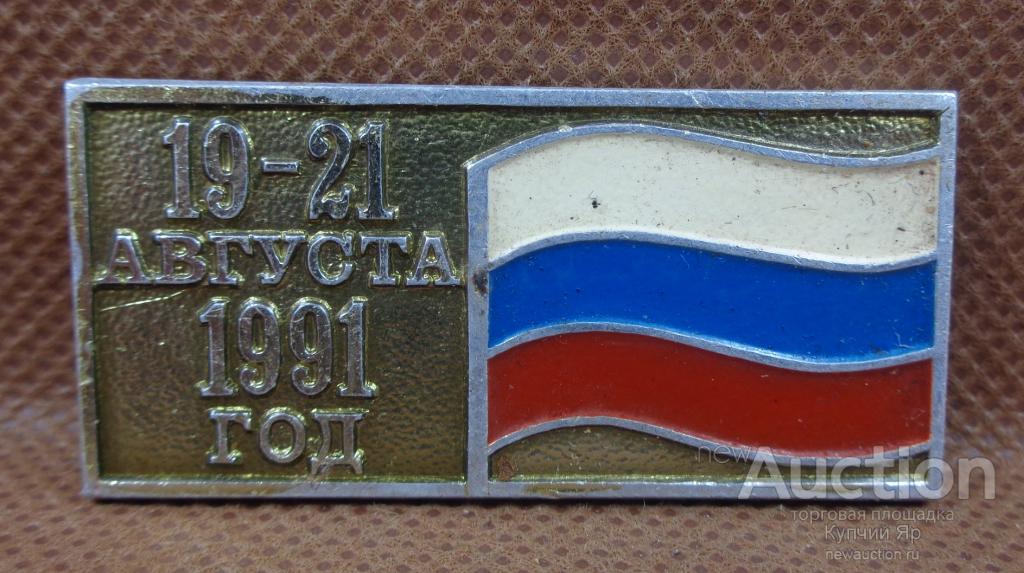 19-21
АВГУСТА
1991
ГОД
newAuction
торговая площадка
Купчий Яр
newauction.ru